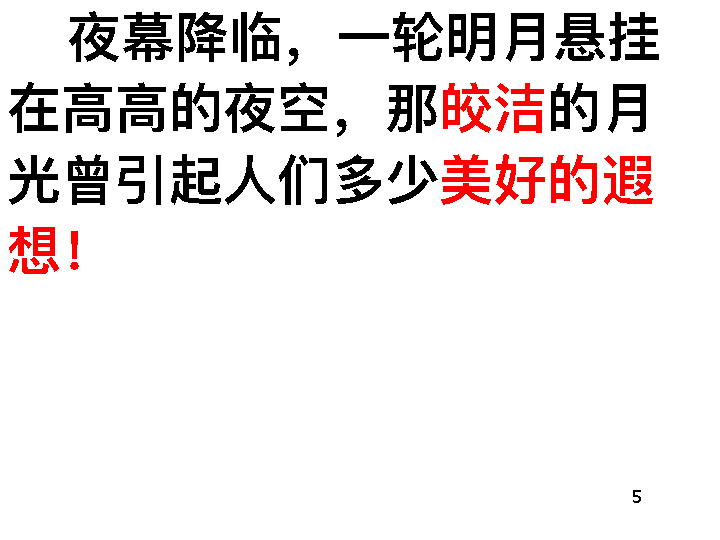 夜幕降临，一轮明月悬挂
在高高的夜空，那皎洁的月
光曾引起人们多少美好的遐
想！
5